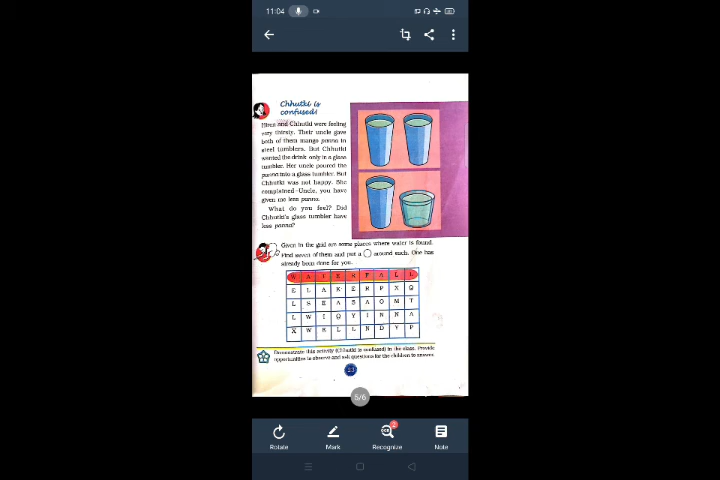 11:04
Chhutki is
confused!
Hiren and Chhutki were feeling
very thirsty. Their uncle gave
both of them mango panna in
steel tumblers. But Chhutki
wanted the drink only in a glass
tumbler. Her uncle poured the
panna into a glass tumbler. But
Chhutki was not happy. She
complained–Uncle, you have
given me less panna.
What do you feel? Did
Chhutki's glass tumbler have
less panna?
Given in the grid are some places where water is found.
Find seven of them and put a around each. One has
already been done for you.
W A T E R F A L L
E L A K E R P X Q
L S E A S A O M T
L W I Q Y I N N A
X W E L L N D Y P
Demonstrate this activity (Chhutki is confused) in the class. Provide
opportunities to observe and ask questions for the children to answer.
23
5/6
2
Rotate Mark Recognize Note